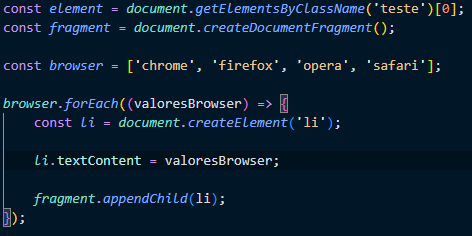 const element = document.getElementsByClassName('teste')[0];
const fragment = document.createDocumentFragment();
const browser = ['chrome', 'firefox', 'opera', 'safari'];
browser.forEach((valoresBrowser) => {
const li = document.createElement('li');
li.textContent = valoresBrowser;
fragment.appendChild(li);
});